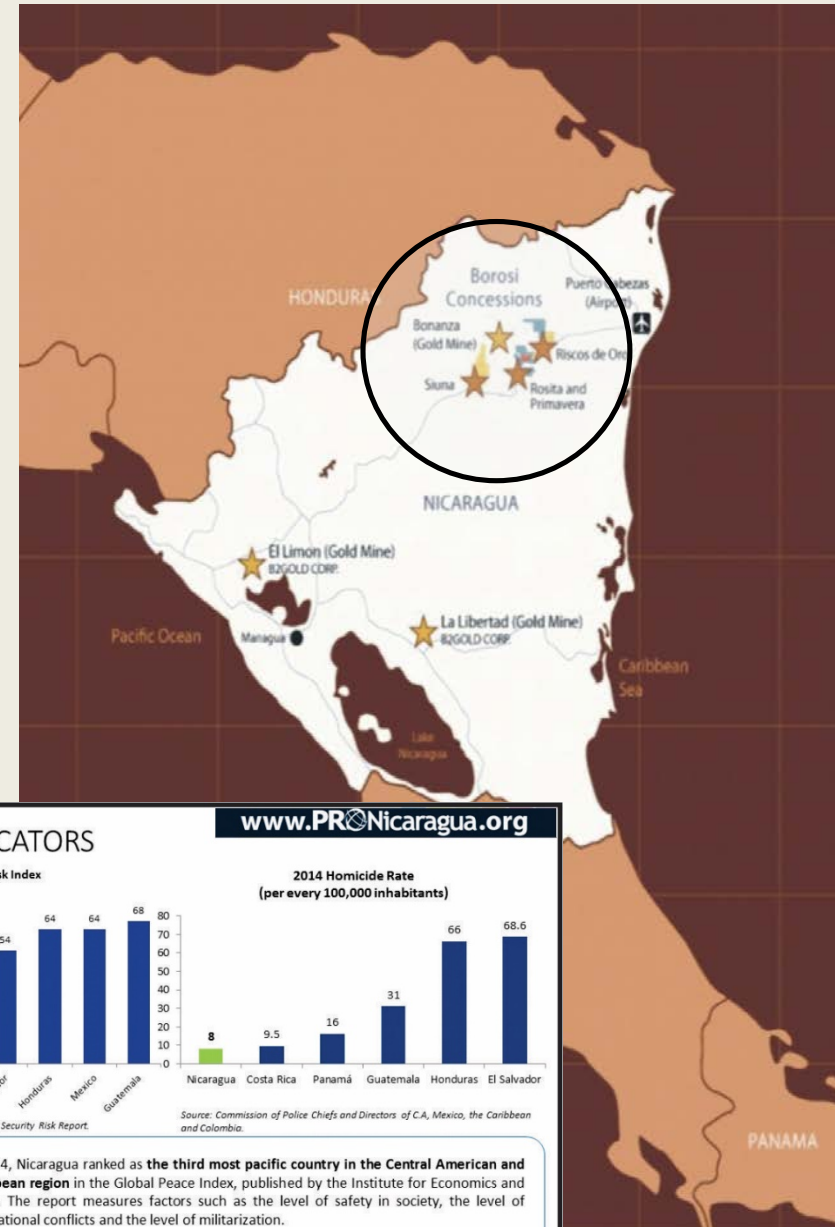 Borosi
Concessions
HONDURAS
Puerto Cabezas
(Airport)
Bonanza
(Gold Mine)
Riscos de Oro
Siuna
Rosita and
Primavera
NICARAGUA
El Limon (Gold Mine)
B2GOLD CORP.
La Libertad (Gold Mine)
B2GOLD CORP.
Pacific Ocean
Managua
Caribbean
Sea
Lake
Nicaragua
PANAMA
www.PRONicaragua.org
CATORS
sk Index
54
64
64
68
or
Honduras
Mexico
Guatemala
Security Risk Report.
2014 Homicide Rate
(per every 100,000 inhabitants)
80
70
60
50
40
30
20
10
0
8
9.5
16
31
66
68.6
Nicaragua Costa Rica Panamá Guatemala Honduras El Salvador
Source: Commission of Police Chiefs and Directors of C.A, Mexico, the Caribbean
and Colombia.
4, Nicaragua ranked as the third most pacific country in the Central American and
bean region in the Global Peace Index, published by the Institute for Economics and
. The report measures factors such as the level of safety in society, the level of
ational conflicts and the level of militarization.